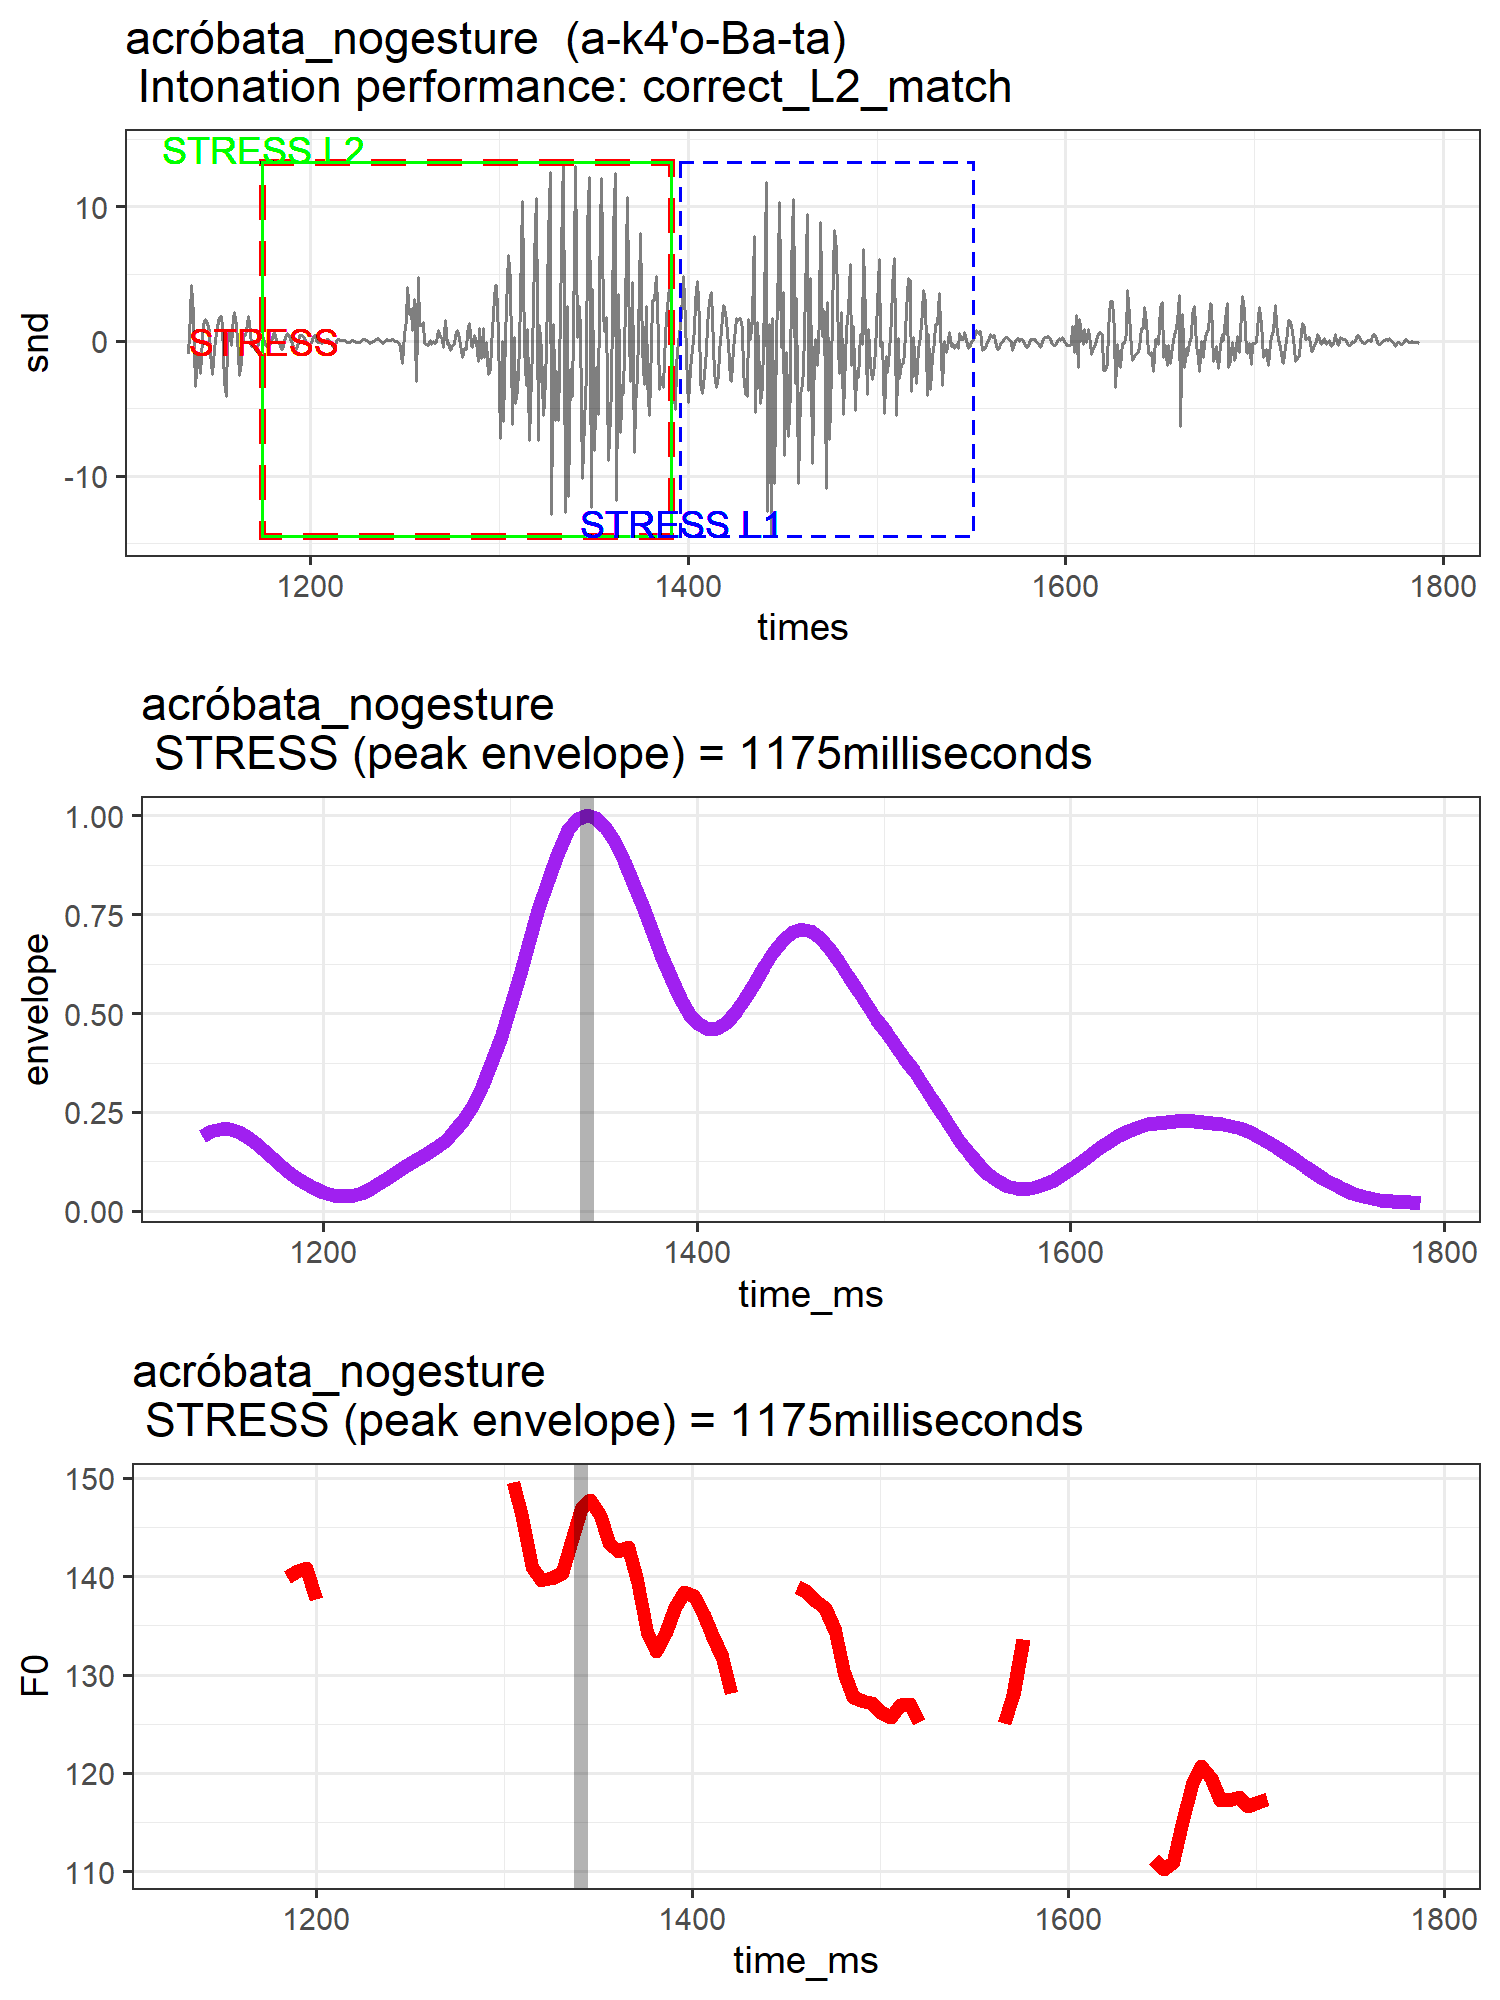 acróbata_nogesture  (a-k4'o-Ba-ta)
Intonation performance: correct_L2_match
STRESS L2
STRESS
STRESS L1
snd
10
0
-10
1200 1400 1600 1800
times
acróbata_nogesture
STRESS (peak envelope) = 1175milliseconds
envelope
1.00
0.75
0.50
0.25
0.00
1200 1400 1600 1800
time_ms
acróbata_nogesture
STRESS (peak envelope) = 1175milliseconds
F0
150
140
130
120
110
1200 1400 1600 1800
time_ms